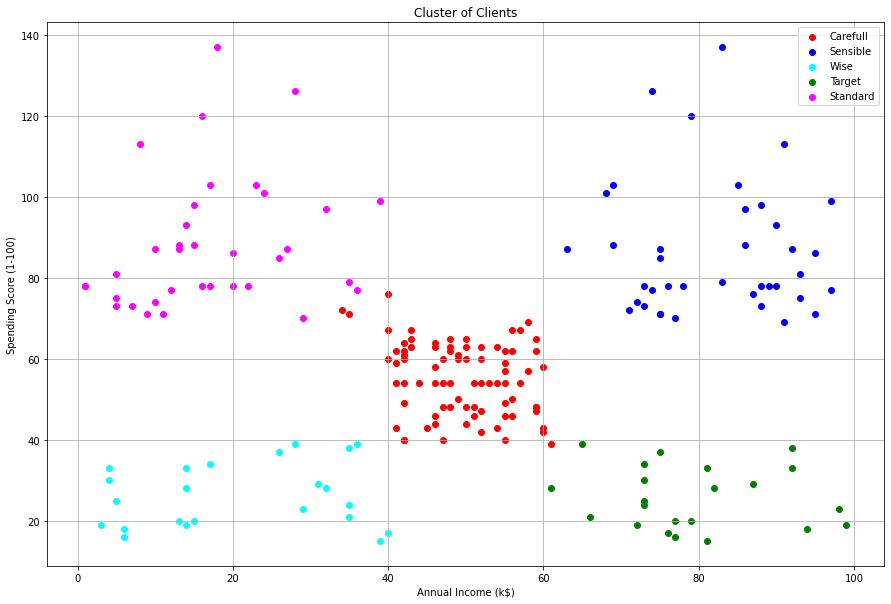 Cluster of Clients
Carefull
Sensible
Wise
Target
Standard
Spending Score (1-100)
140
120
100
80
60
40
20
0
20
40
60
80
100
Annual Income (k$)